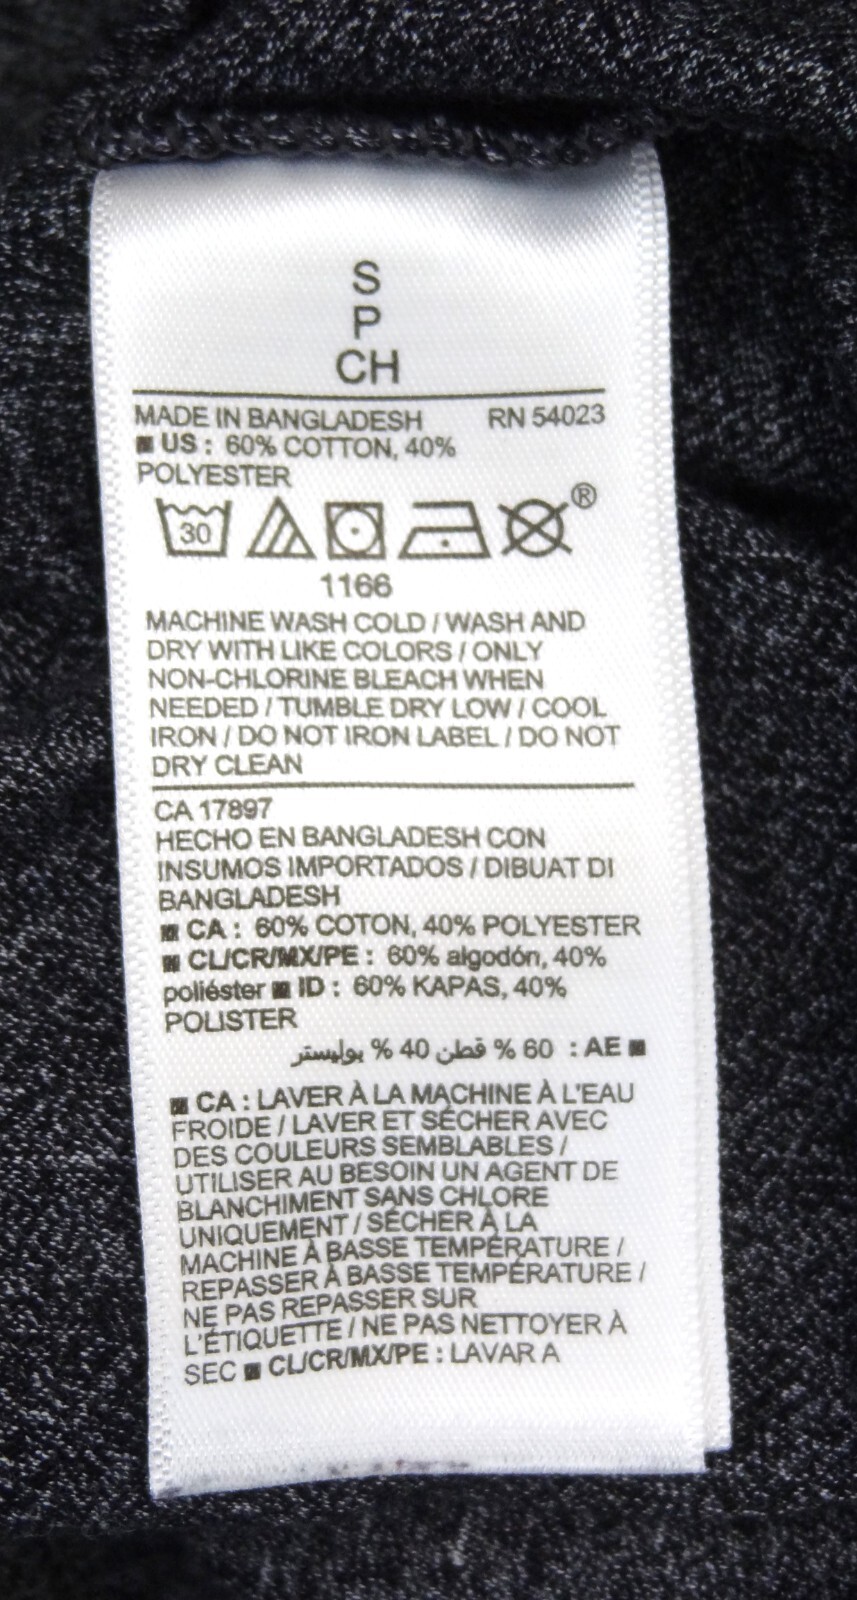 S
P
CH
MADE IN BANGLADESH RN 54023
■ US : 60% COTTON, 40%
POLYESTER
30 ®
1166
MACHINE WASH COLD / WASH AND
DRY WITH LIKE COLORS / ONLY
NON-CHLORINE BLEACH WHEN
NEEDED / TUMBLE DRY LOW / COOL
IRON / DO NOT IRON LABEL / DO NOT
DRY CLEAN
CA 17897
HECHO EN BANGLADESH CON
INSUMOS IMPORTADOS / DIBUAT DI
BANGLADESH
■ CA : 60% COTON, 40% POLYESTER
■ CL/CR/MX/PE : 60% algodón, 40%
poliéster ■ ID : 60% KAPAS, 40%
POLISTER
■ AE : 60 % قطن 40 % بوليستر
■ CA : LAVER À LA MACHINE À L'EAU
FROIDE / LAVER ET SÉCHER AVEC
DES COULEURS SEMBLABLES /
UTILISER AU BESOIN UN AGENT DE
BLANCHIMENT SANS CHLORE
UNIQUEMENT / SÉCHER À LA
MACHINE À BASSE TEMPÉRATURE /
REPASSER À BASSE TEMPÉRATURE /
NE PAS REPASSER SUR
L'ÉTIQUETTE / NE PAS NETTOYER À
SEC ■ CL/CR/MX/PE : LAVAR A